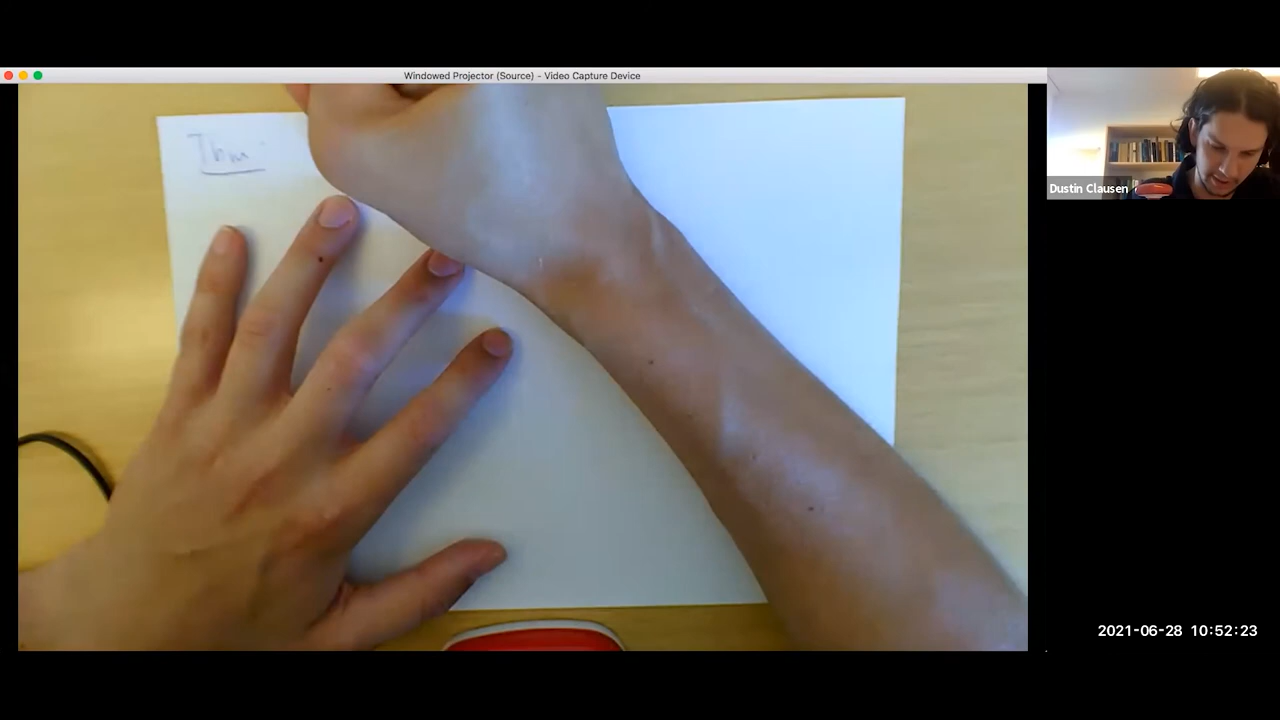 Windowed Projector (Source) - Video Capture Device
Thm
Dustin Clausen
2021-06-28 10:52:23